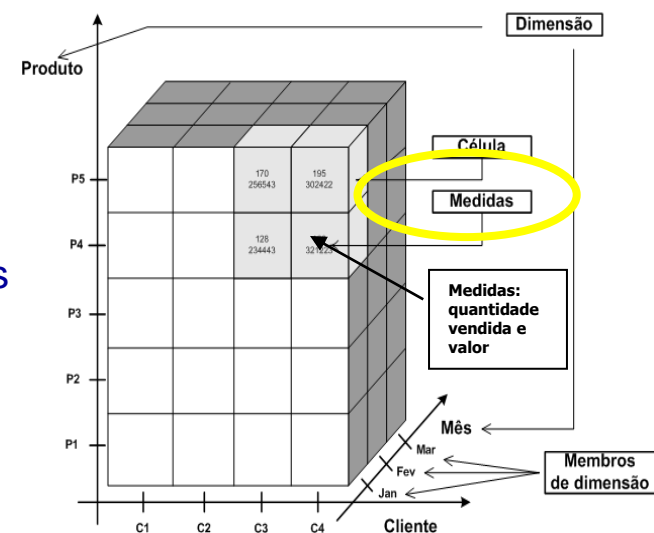 Dimensão
Produto
Célula
Medidas
P5
170
256543
195
302422
P4
128
234443
s
Medidas:
quantidade
vendida e
valor
P3
P2
P1
Mês
Mar
Fev
Jan
Membros
de dimensão
C1
C2
C3
C4
Cliente